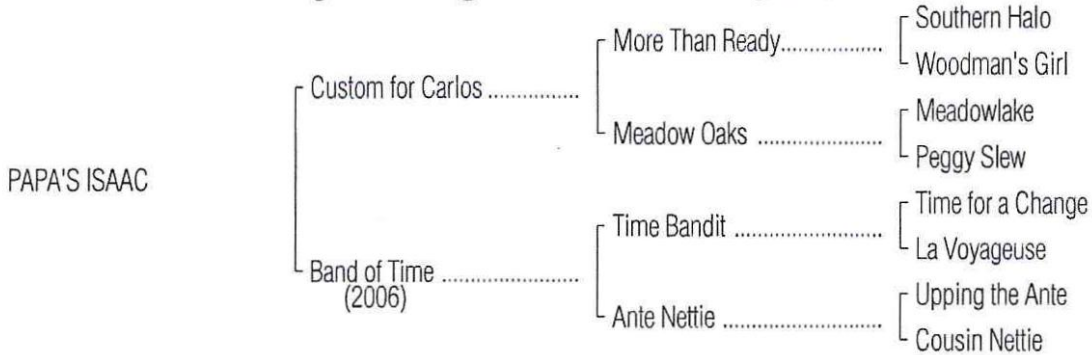 Southern Halo
More Than Ready..................
Woodman's Girl
Custom for Carlos ...............
Meadowlake
Meadow Oaks .....................
Peggy Slew
PAPA'S ISAAC
Time for a Change
Time Bandit ........................
La Voyageuse
Band of Time ......................
(2006)
Upping the Ante
Ante Nettie ..........................
Cousin Nettie